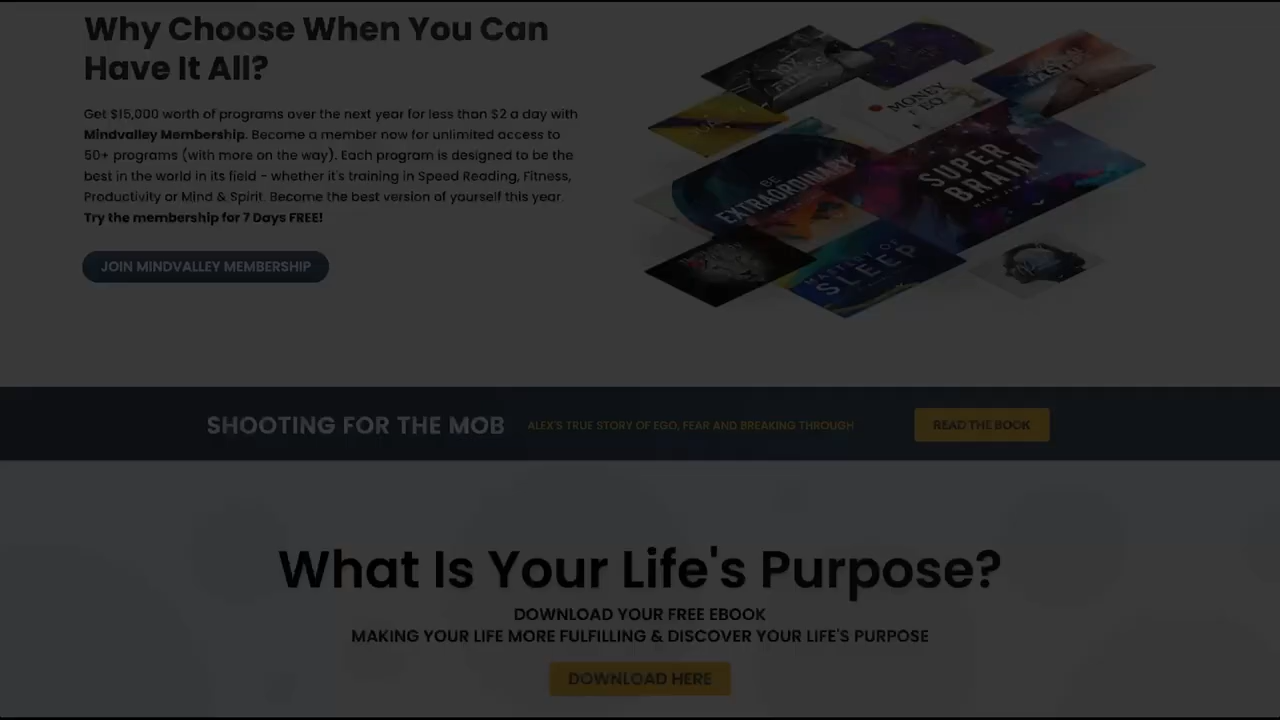 Why Choose When You Can
Have It All?
Get $15,000 worth of programs over the next year for less than $2 a day with
Mindvalley Membership. Become a member now for unlimited access to
50+ programs (with more on the way). Each program is designed to be the
best in the world in its field - whether it's training in Speed Reading, Fitness,
Productivity or Mind & Spirit. Become the best version of yourself this year.
Try the membership for 7 Days FREE!
JOIN MINDVALLEY MEMBERSHIP
10X
FITNESS
MONEY
EQ
BE
EXTRAORDINARY
SUPER
BRAIN
MASTERY OF
SLEEP
SHOOTING FOR THE MOB
ALEX'S TRUE STORY OF EGO, FEAR AND BREAKING THROUGH
READ THE BOOK
What Is Your Life's Purpose?
DOWNLOAD YOUR FREE EBOOK
MAKING YOUR LIFE MORE FULFILLING & DISCOVER YOUR LIFE'S PURPOSE
DOWNLOAD HERE